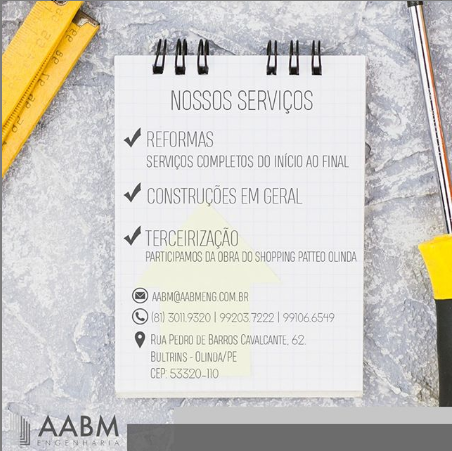 NOSSOS SERVIÇOS
REFORMAS
SERVIÇOS COMPLETOS DO INÍCIO AO FINAL
CONSTRUÇÕES EM GERAL
TERCEIRIZAÇÃO
PARTICIPAMOS DA OBRA DO SHOPPING PATTEO OLINDA
AABM@AABMENG.COM.BR
(81) 3011.9320 | 99203.7222 | 99106.6549
RUA PEDRO DE BARROS CAVALCANTE, 62.
BULTRINS - OLINDA/PE
CEP: 53320-110
AABM
ENGENHARIA